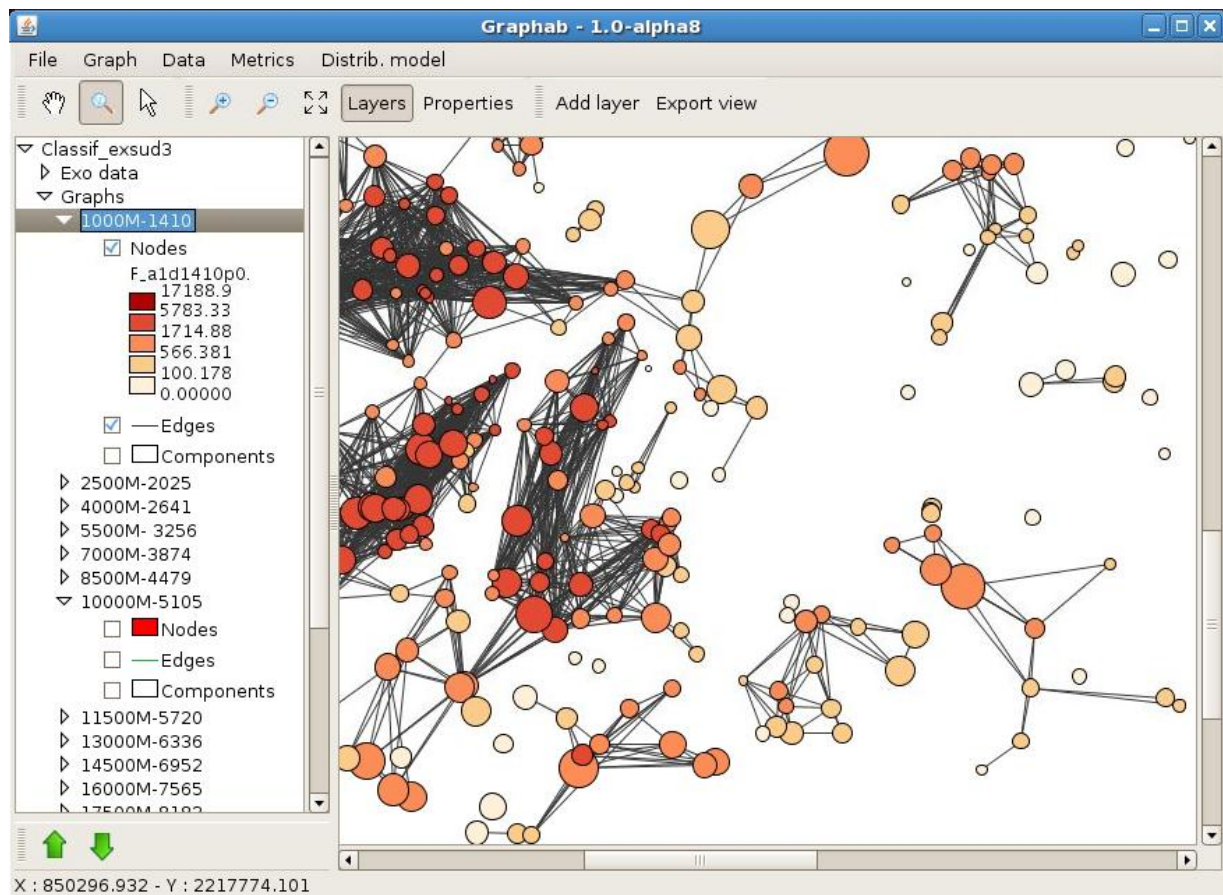 Graphab - 1.0-alpha8
File Graph Data Metrics Distrib. model
Layers Properties Add layer Export view
Classif_exsud3
Exo data
Graphs
1000M-1410
Nodes
F_a1d1410p0.
17188.9
5783.33
1714.88
566.381
100.178
0.00000
Edges
Components
2500M-2025
4000M-2641
5500M- 3256
7000M-3874
8500M-4479
10000M-5105
Nodes
Edges
Components
11500M-5720
13000M-6336
14500M-6952
16000M-7565
X : 850296.932 - Y : 2217774.101